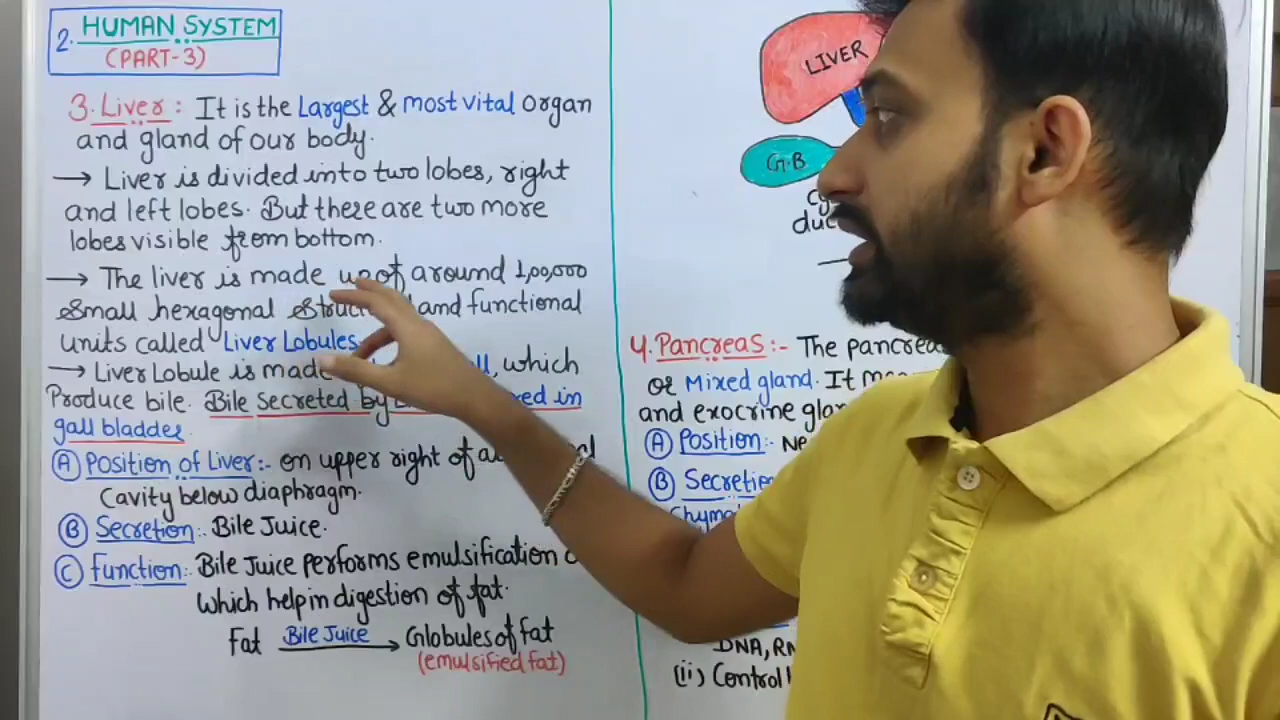 2. HUMAN SYSTEM
(PART-3)
3. Liver: It is the Largest & most vital organ
and gland of our body.
→ Liver is divided into two lobes, right
and left lobes. But there are two more
lobes visible from bottom.
→ The liver is made up of around 1,00,000
Small hexagonal and functional
units called Liver Lobules
→ Liver Lobule is made which
Produce bile. Bile Secreted by in
gall bladder.
(A) Position of Liver:- on upper right of
Cavity below diaphragm.
(B) Secretion:- Bile Juice.
(C) function:- Bile Juice performs emulsification
which help in digestion of fat.
Fat Bile Juice → Globules of fat
(emulsified fat)
LIVER
G.B
duc
4. Pancreas:- The
or Mixed gland. It
and exocrine
(A) Position:-
(B)
DNA,
(ii) Control